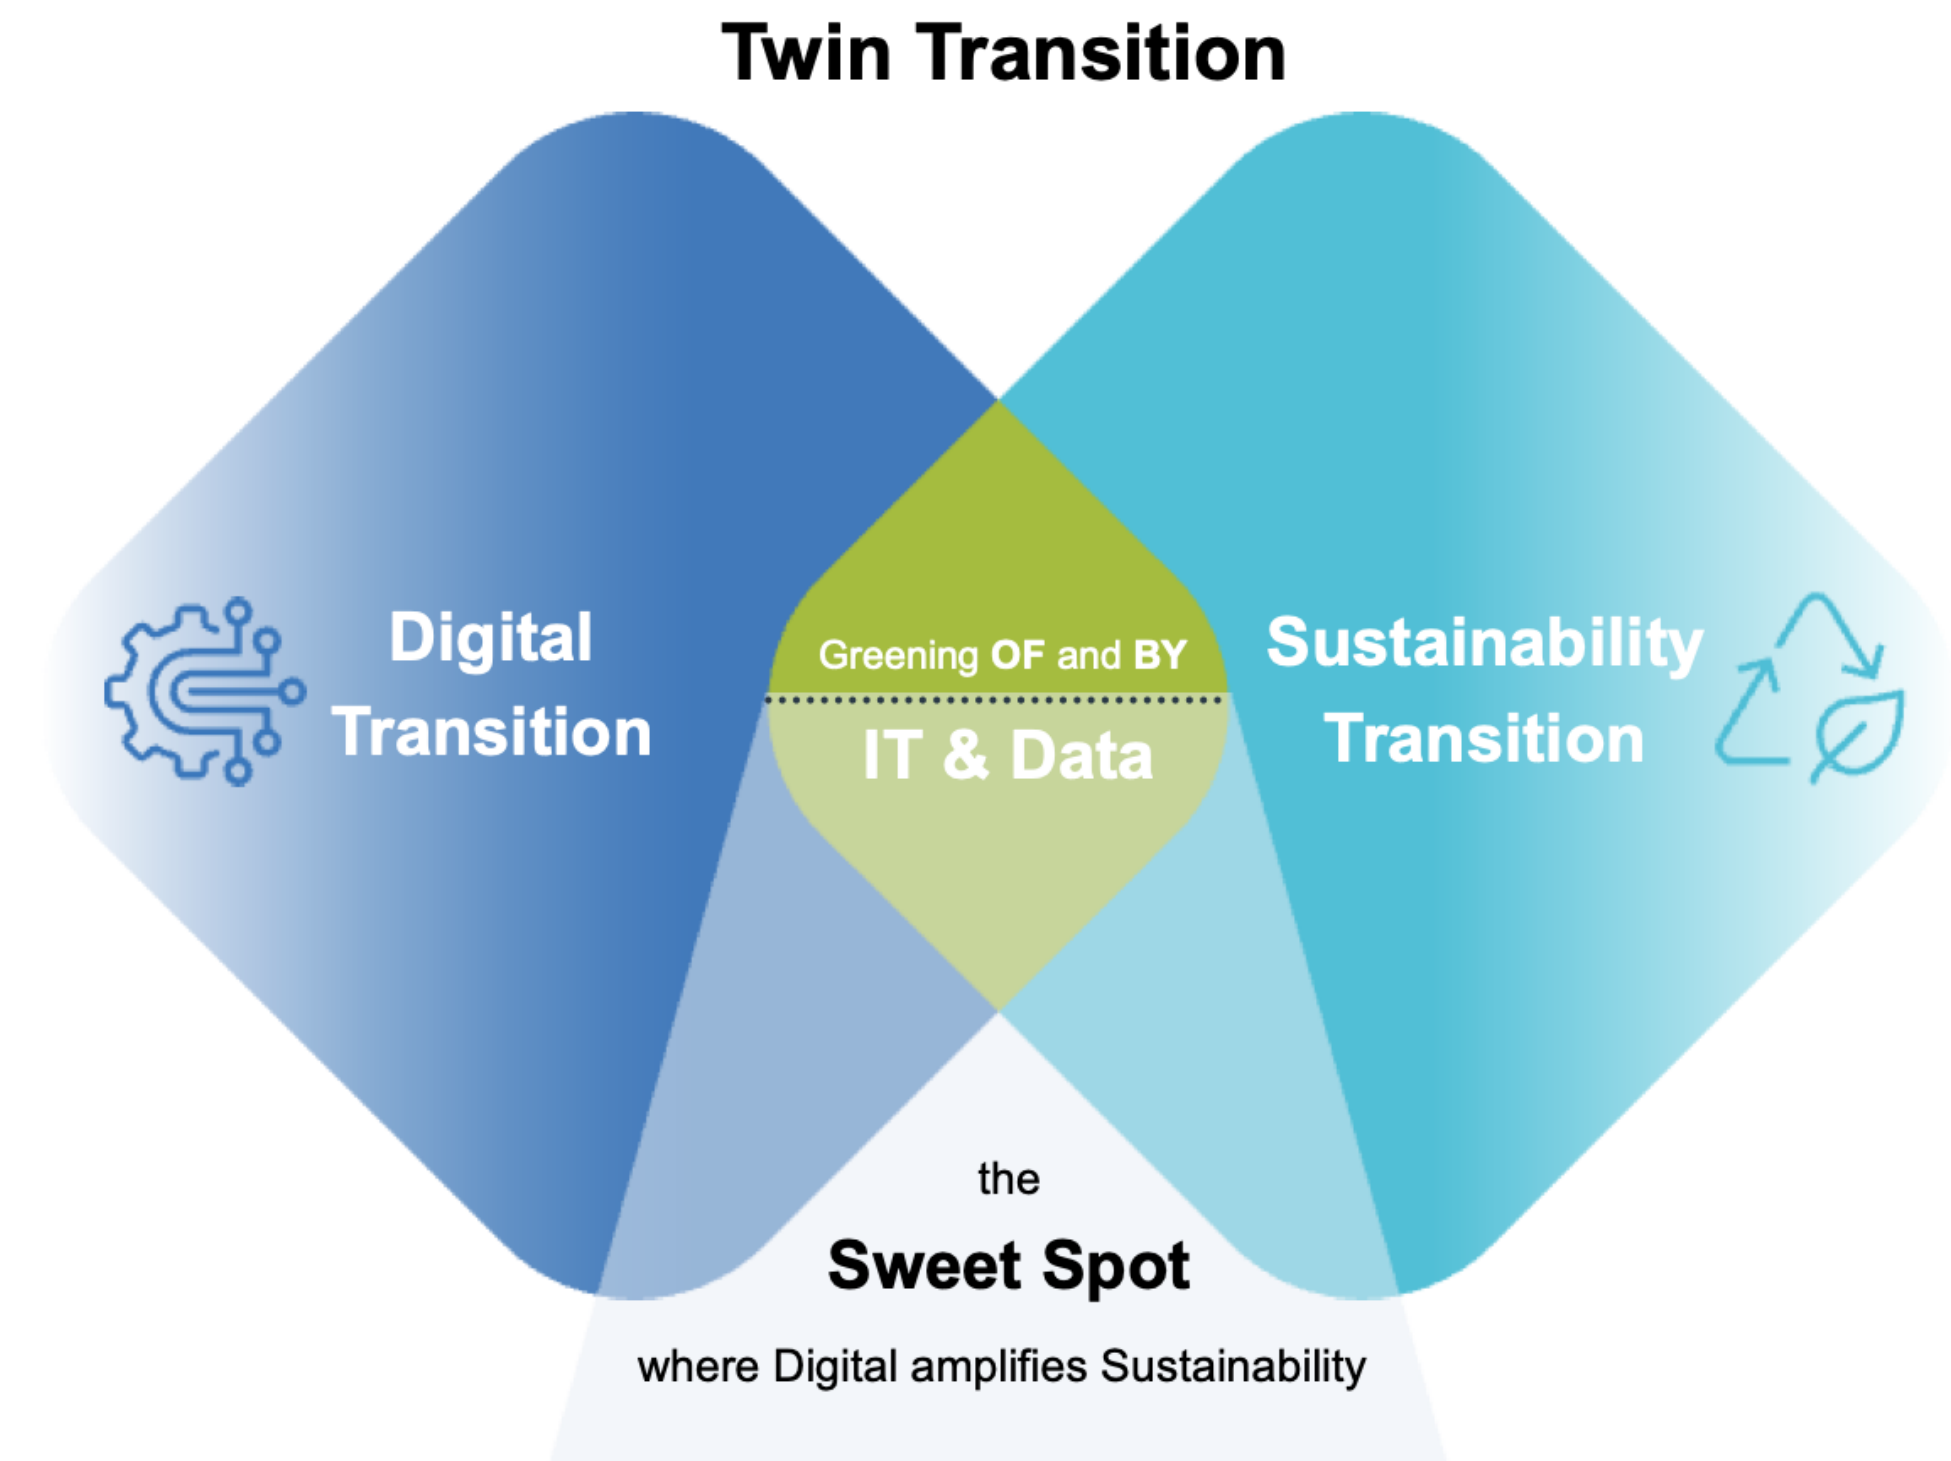 Twin Transition
Digital
Transition
Greening OF and BY
IT & Data
Sustainability
Transition
the
Sweet Spot
where Digital amplifies Sustainability